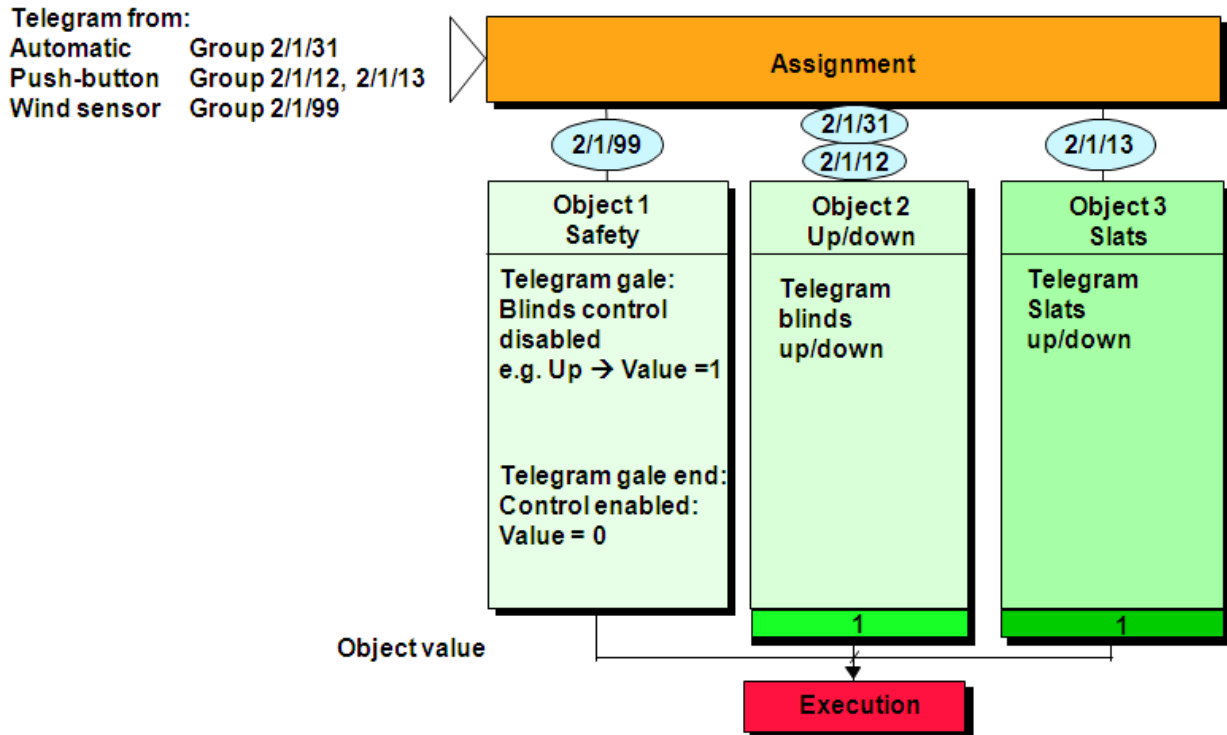 Telegram from:
Automatic Group 2/1/31
Push-button Group 2/1/12, 2/1/13
Wind sensor Group 2/1/99
Assignment
2/1/99
2/1/31
2/1/12
2/1/13
Object 1
Safety
Telegram gale:
Blinds control
disabled
e.g. Up → Value =1
Telegram gale end:
Control enabled:
Value = 0
Object 2
Up/down
Telegram
blinds
up/down
1
Object 3
Slats
Telegram
Slats
up/down
1
Object value
Execution